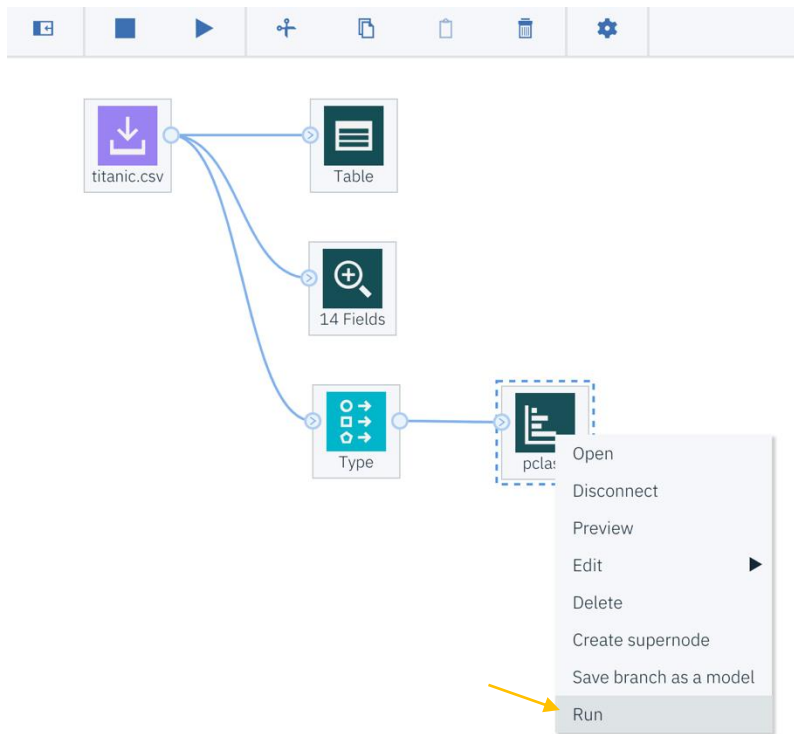 titanic.csv
Table
14 Fields
Type
pclas
Open
Disconnect
Preview
Edit
Delete
Create supernode
Save branch as a model
Run